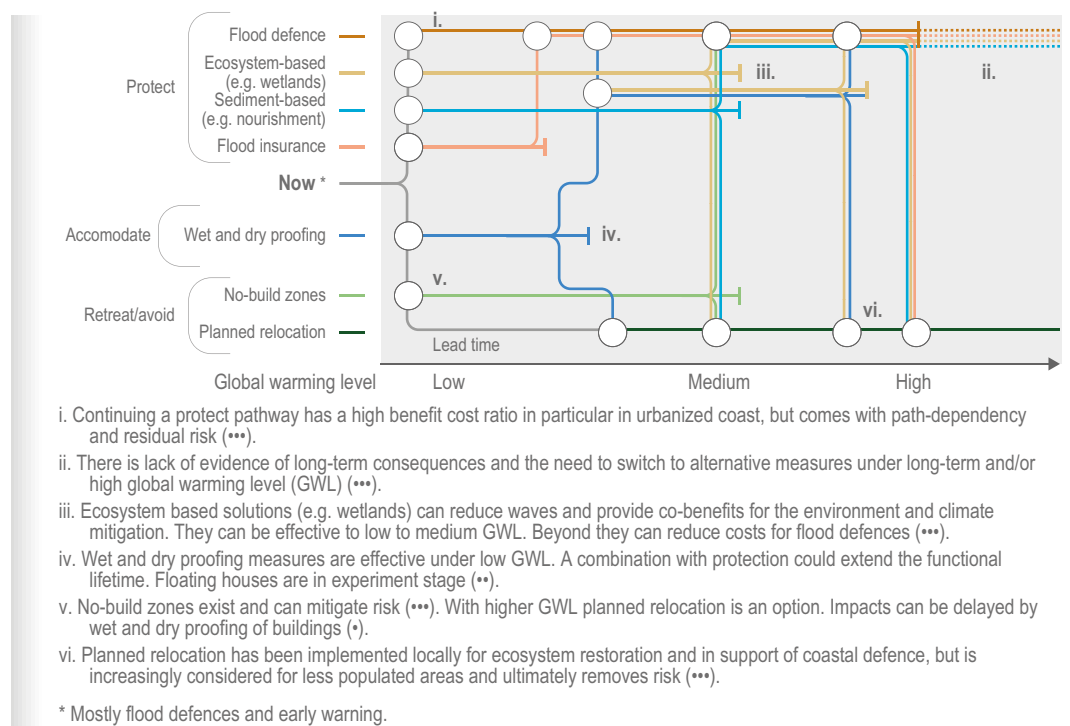 Protect
Flood defence
Ecosystem-based
(e.g. wetlands)
Sediment-based
(e.g. nourishment)
Flood insurance
Now *
Accomodate
Wet and dry proofing
Retreat/avoid
No-build zones
Planned relocation
i.
ii.
iii.
iv.
v.
vi.
Lead time
Global warming level
Low
Medium
High
i. Continuing a protect pathway has a high benefit cost ratio in particular in urbanized coast, but comes with path-dependency
and residual risk (•••).
ii. There is lack of evidence of long-term consequences and the need to switch to alternative measures under long-term and/or
high global warming level (GWL) (•••).
iii. Ecosystem based solutions (e.g. wetlands) can reduce waves and provide co-benefits for the environment and climate
mitigation. They can be effective to low to medium GWL. Beyond they can reduce costs for flood defences (•••).
iv. Wet and dry proofing measures are effective under low GWL. A combination with protection could extend the functional
lifetime. Floating houses are in experiment stage (••).
v. No-build zones exist and can mitigate risk (•••). With higher GWL planned relocation is an option. Impacts can be delayed by
wet and dry proofing of buildings (•).
vi. Planned relocation has been implemented locally for ecosystem restoration and in support of coastal defence, but is
increasingly considered for less populated areas and ultimately removes risk (•••).
* Mostly flood defences and early warning.